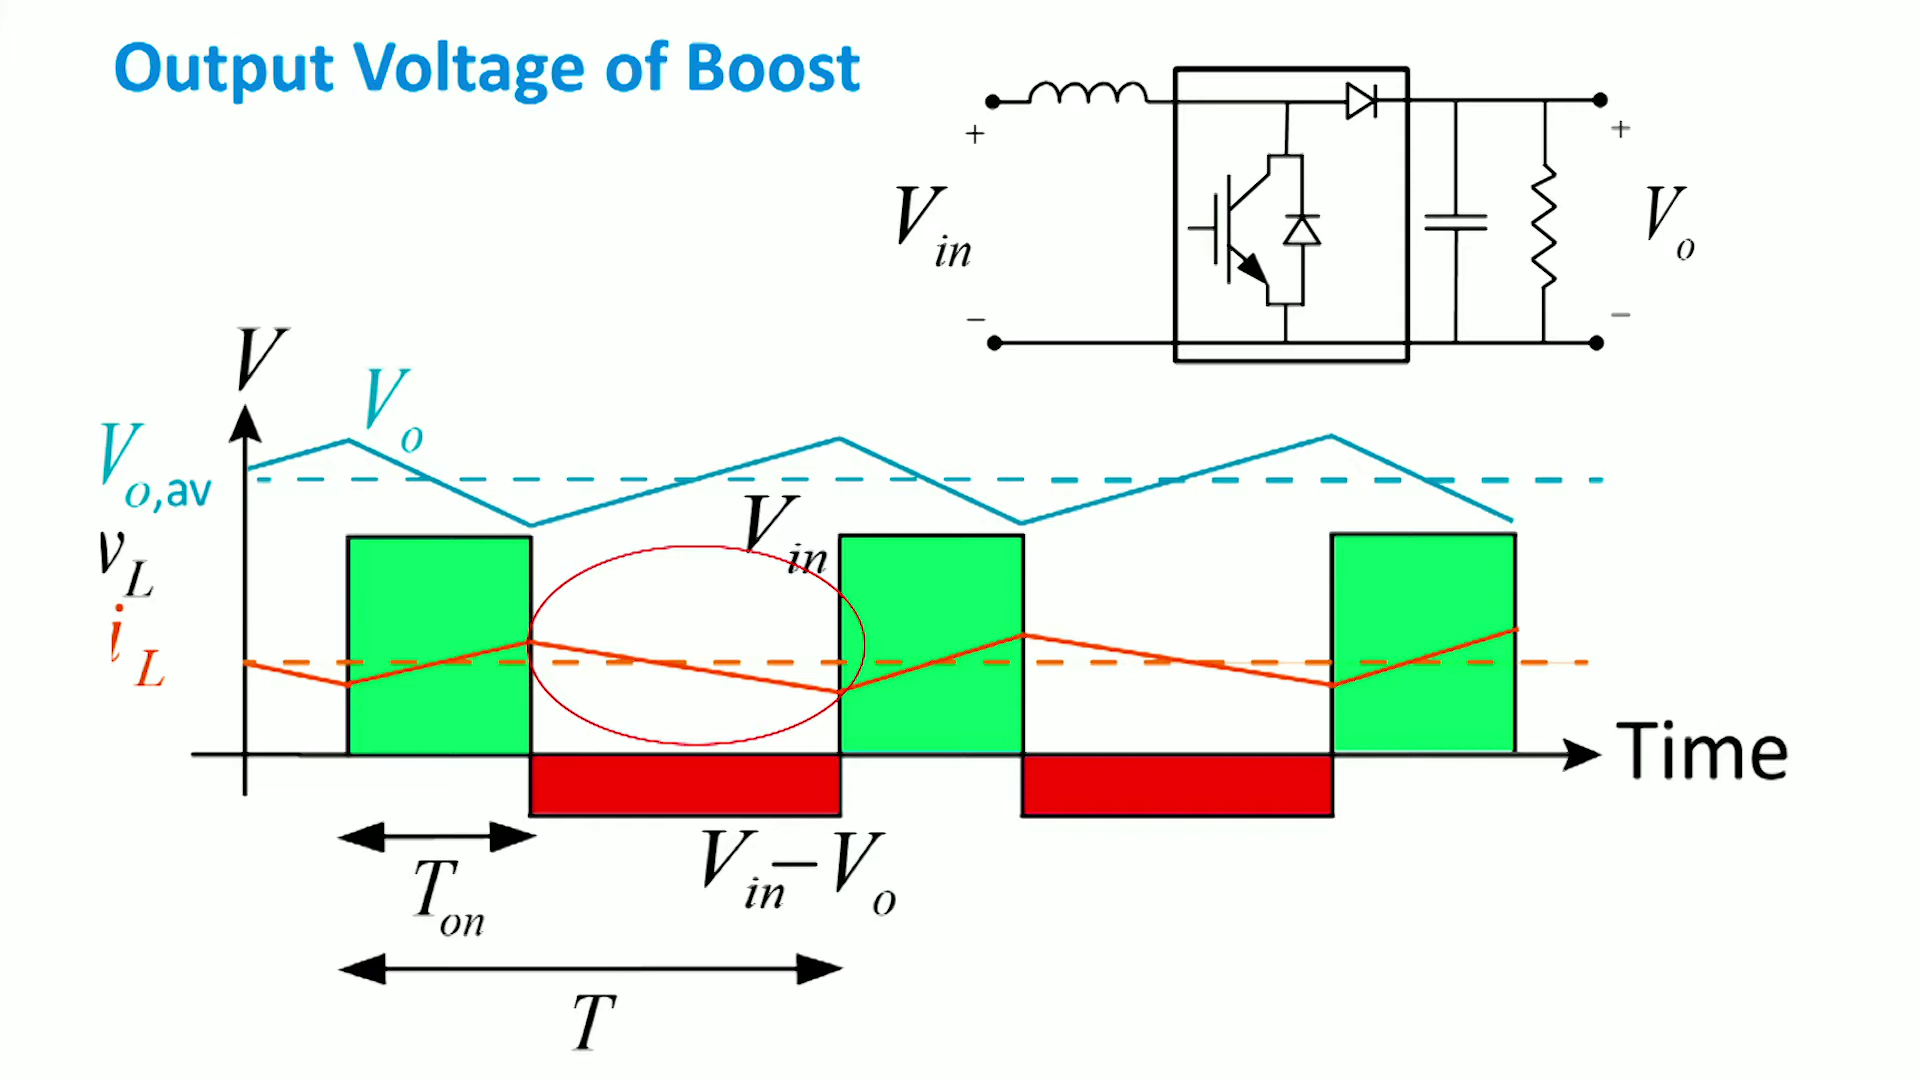 Output Voltage of Boost
+
+
V_in
V_o
−
−
V
V_o
V_o,av
V_in
v_L
i_L
Time
T_on
V_in−V_o
T